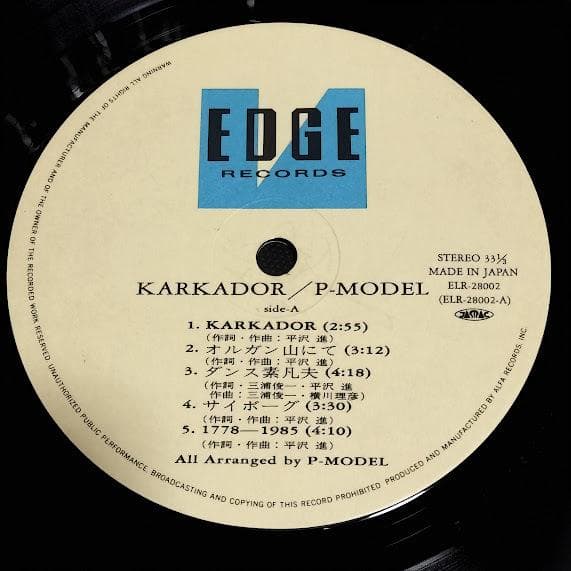 EDGE
RECORDS
STEREO 33⅓
MADE IN JAPAN
ELR-28002
(ELR-28002-A)
JASRAC
KARKADOR／P-MODEL
side-A
1. KARKADOR (2:55)
(作詞・作曲：平沢 進)
2. オルガン山にて (3:12)
(作詞・作曲：平沢 進)
3. ダンス素凡夫 (4:18)
(作詞：三浦俊一・平沢 進
作曲：三浦俊一・横川理彦)
4. サイボーグ (3:30)
(作詞・作曲：平沢 進)
5. 1778—1985 (4:10)
(作詞・作曲：平沢 進)
All Arranged by P-MODEL
WARNING: ALL RIGHTS OF THE MANUFACTURER AND OF THE OWNER OF THE RECORDED WORK RESERVED. UNAUTHORIZED PUBLIC PERFORMANCE, BROADCASTING AND COPYING OF THIS RECORD PROHIBITED. PRODUCED AND MANUFACTURED BY ALFA RECORDS, INC.